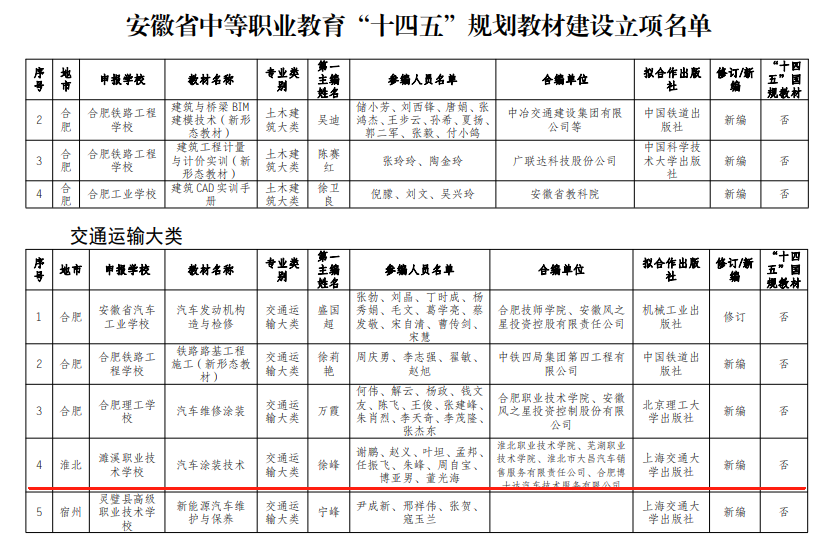 安徽省中等职业教育“十四五”规划教材建设立项名单
序号 地市 申报学校 教材名称 专业类别 第一主编姓名 参编人员名单 合编单位 拟合作出版社 修订/新编 “十四五”国规教材
2 合肥 合肥铁路工程学校 建筑与桥梁BIM建模技术（新形态教材） 土木建筑大类 吴迪 储小芳、刘西锋、唐娟、张鸿杰、王步云、孙希、夏扬、郭二军、张毅、付小鸽 中冶交通建设集团有限公司等 中国铁道出版社 新编 否
3 合肥 合肥铁路工程学校 建筑工程计量与计价实训（新形态教材） 土木建筑大类 陈赛红 张玲玲、陶金玲 广联达科技股份公司 中国科学技术大学出版社 新编 否
4 合肥 合肥工业学校 建筑CAD实训手册 土木建筑大类 徐卫良 倪朦、刘文、吴兴玲 安徽省教科院 新编 否
交通运输大类
序号 地市 申报学校 教材名称 专业类别 第一主编姓名 参编人员名单 合编单位 拟合作出版社 修订/新编 “十四五”国规教材
1 合肥 安徽省汽车工业学校 汽车发动机构造与检修 交通运输大类 盛国超 张勃、刘晶、丁时成、杨秀娟、毛文、葛学亮、蔡发敏、宋自清、曹传剑、宋慧 合肥技师学院、安徽风之星投资控股有限责任公司 机械工业出版社 修订 否
2 合肥 合肥铁路工程学校 铁路路基工程施工（新形态教材） 交通运输大类 徐莉艳 周庆勇、李志强、翟敏、赵旭 中铁四局集团第四工程有限公司 中国铁道出版社 新编 否
3 合肥 合肥理工学校 汽车维修涂装 交通运输大类 万霞 何伟、解云、杨政、钱文友、陈飞、王俊、张建峰、朱肖烈、李天奇、李茂隆、张杰东 合肥职业技术学院、安徽风之星投资控制股份有限公司 北京理工大学出版社 新编 否
4 淮北 濉溪职业技术学校 汽车涂装技术 交通运输大类 徐峰 谢鹏、赵义、叶坦、孟邦、任振飞、朱峰、周自宝、博亚男、董光海 淮北职业技术学院、芜湖职业技术学院、淮北市大昌汽车销售服务有限责任公司、合肥博士达汽车技术服务有限公司 上海交通大学出版社 新编 否
5 宿州 灵璧县高级职业技术学校 新能源汽车维护与保养 交通运输大类 宁峰 尹成新、邢祥伟、张贺、寇玉兰 上海交通大学出版社 新编 否